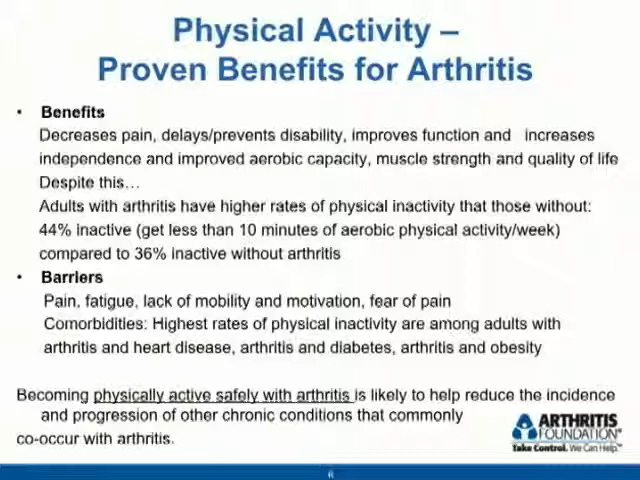 Physical Activity –
Proven Benefits for Arthritis
• Benefits
Decreases pain, delays/prevents disability, improves function and increases
independence and improved aerobic capacity, muscle strength and quality of life
Despite this…
Adults with arthritis have higher rates of physical inactivity that those without:
44% inactive (get less than 10 minutes of aerobic physical activity/week)
compared to 36% inactive without arthritis
• Barriers
Pain, fatigue, lack of mobility and motivation, fear of pain
Comorbidities: Highest rates of physical inactivity are among adults with
arthritis and heart disease, arthritis and diabetes, arthritis and obesity
Becoming physically active safely with arthritis is likely to help reduce the incidence
and progression of other chronic conditions that commonly
co-occur with arthritis.
ARTHRITIS
FOUNDATION
Take Control. We Can Help.
6